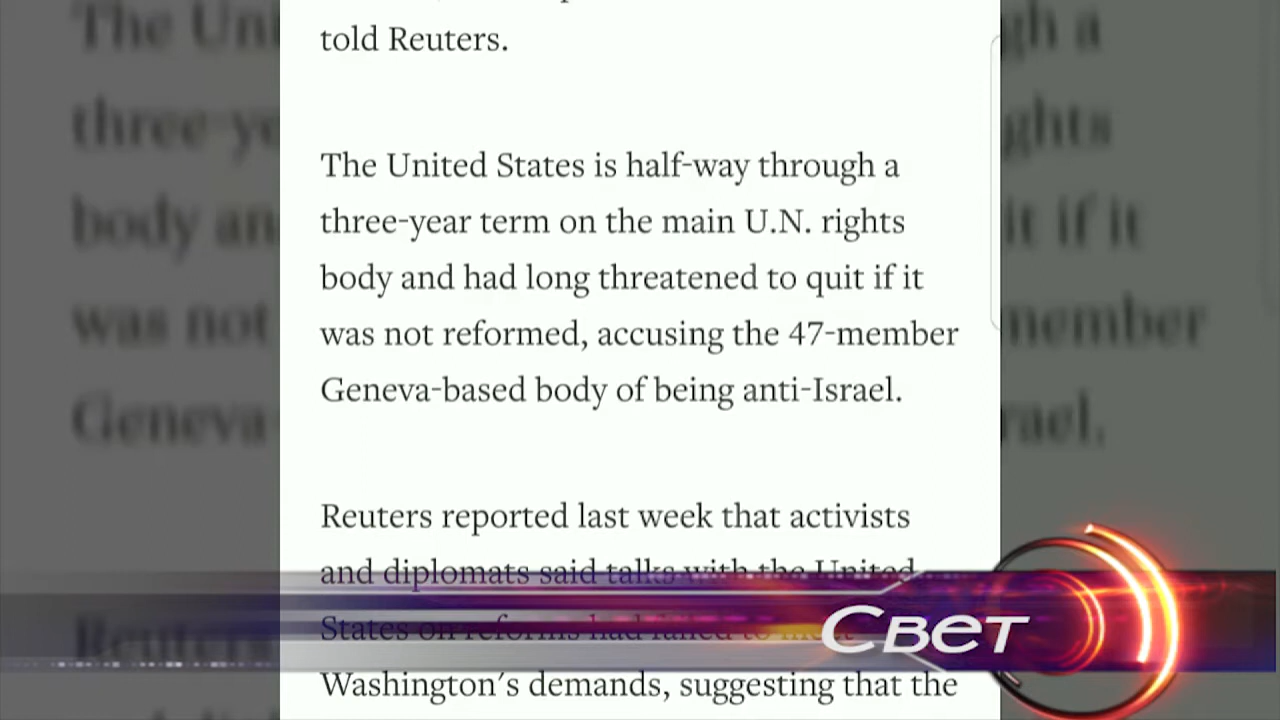 told Reuters.
The United States is half-way through a
three-year term on the main U.N. rights
body and had long threatened to quit if it
was not reformed, accusing the 47-member
Geneva-based body of being anti-Israel.
Reuters reported last week that activists
and diplomats said talks with the United
States on reforms had failed to meet
Washington's demands, suggesting that the
Свет